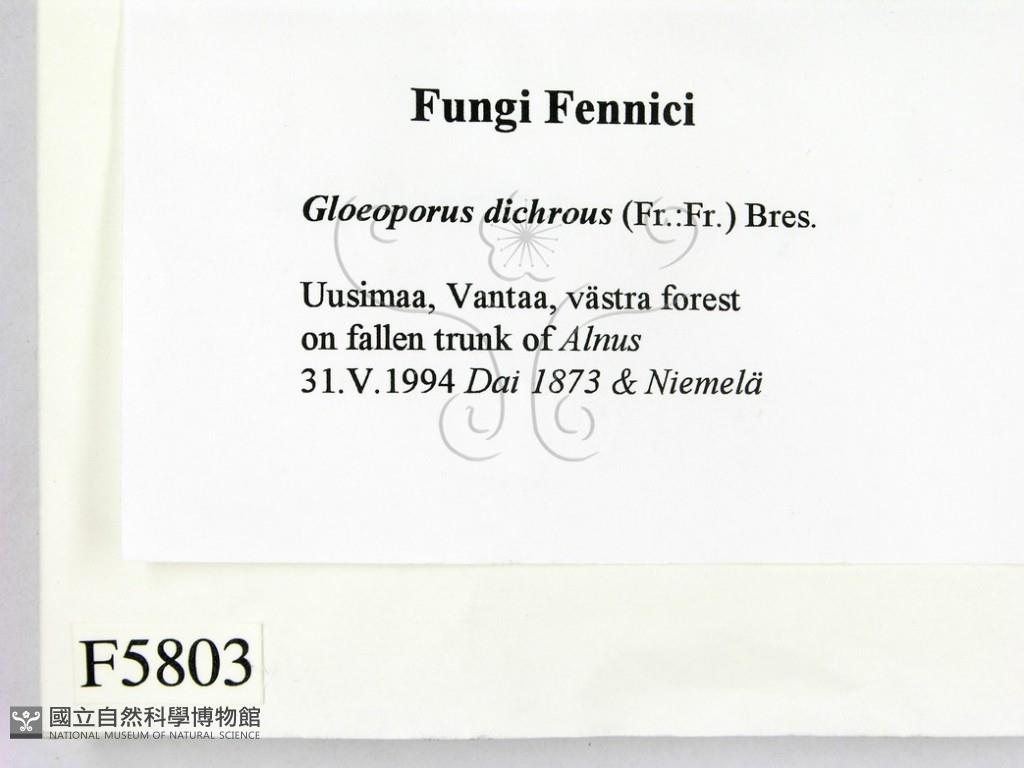 Fungi Fennici
Gloeoporus dichrous (Fr.:Fr.) Bres.
Uusimaa, Vantaa, västra forest
on fallen trunk of Alnus
31.V.1994 Dai 1873 & Niemelä
F5803
國立自然科學博物館
NATIONAL MUSEUM OF NATURAL SCIENCE